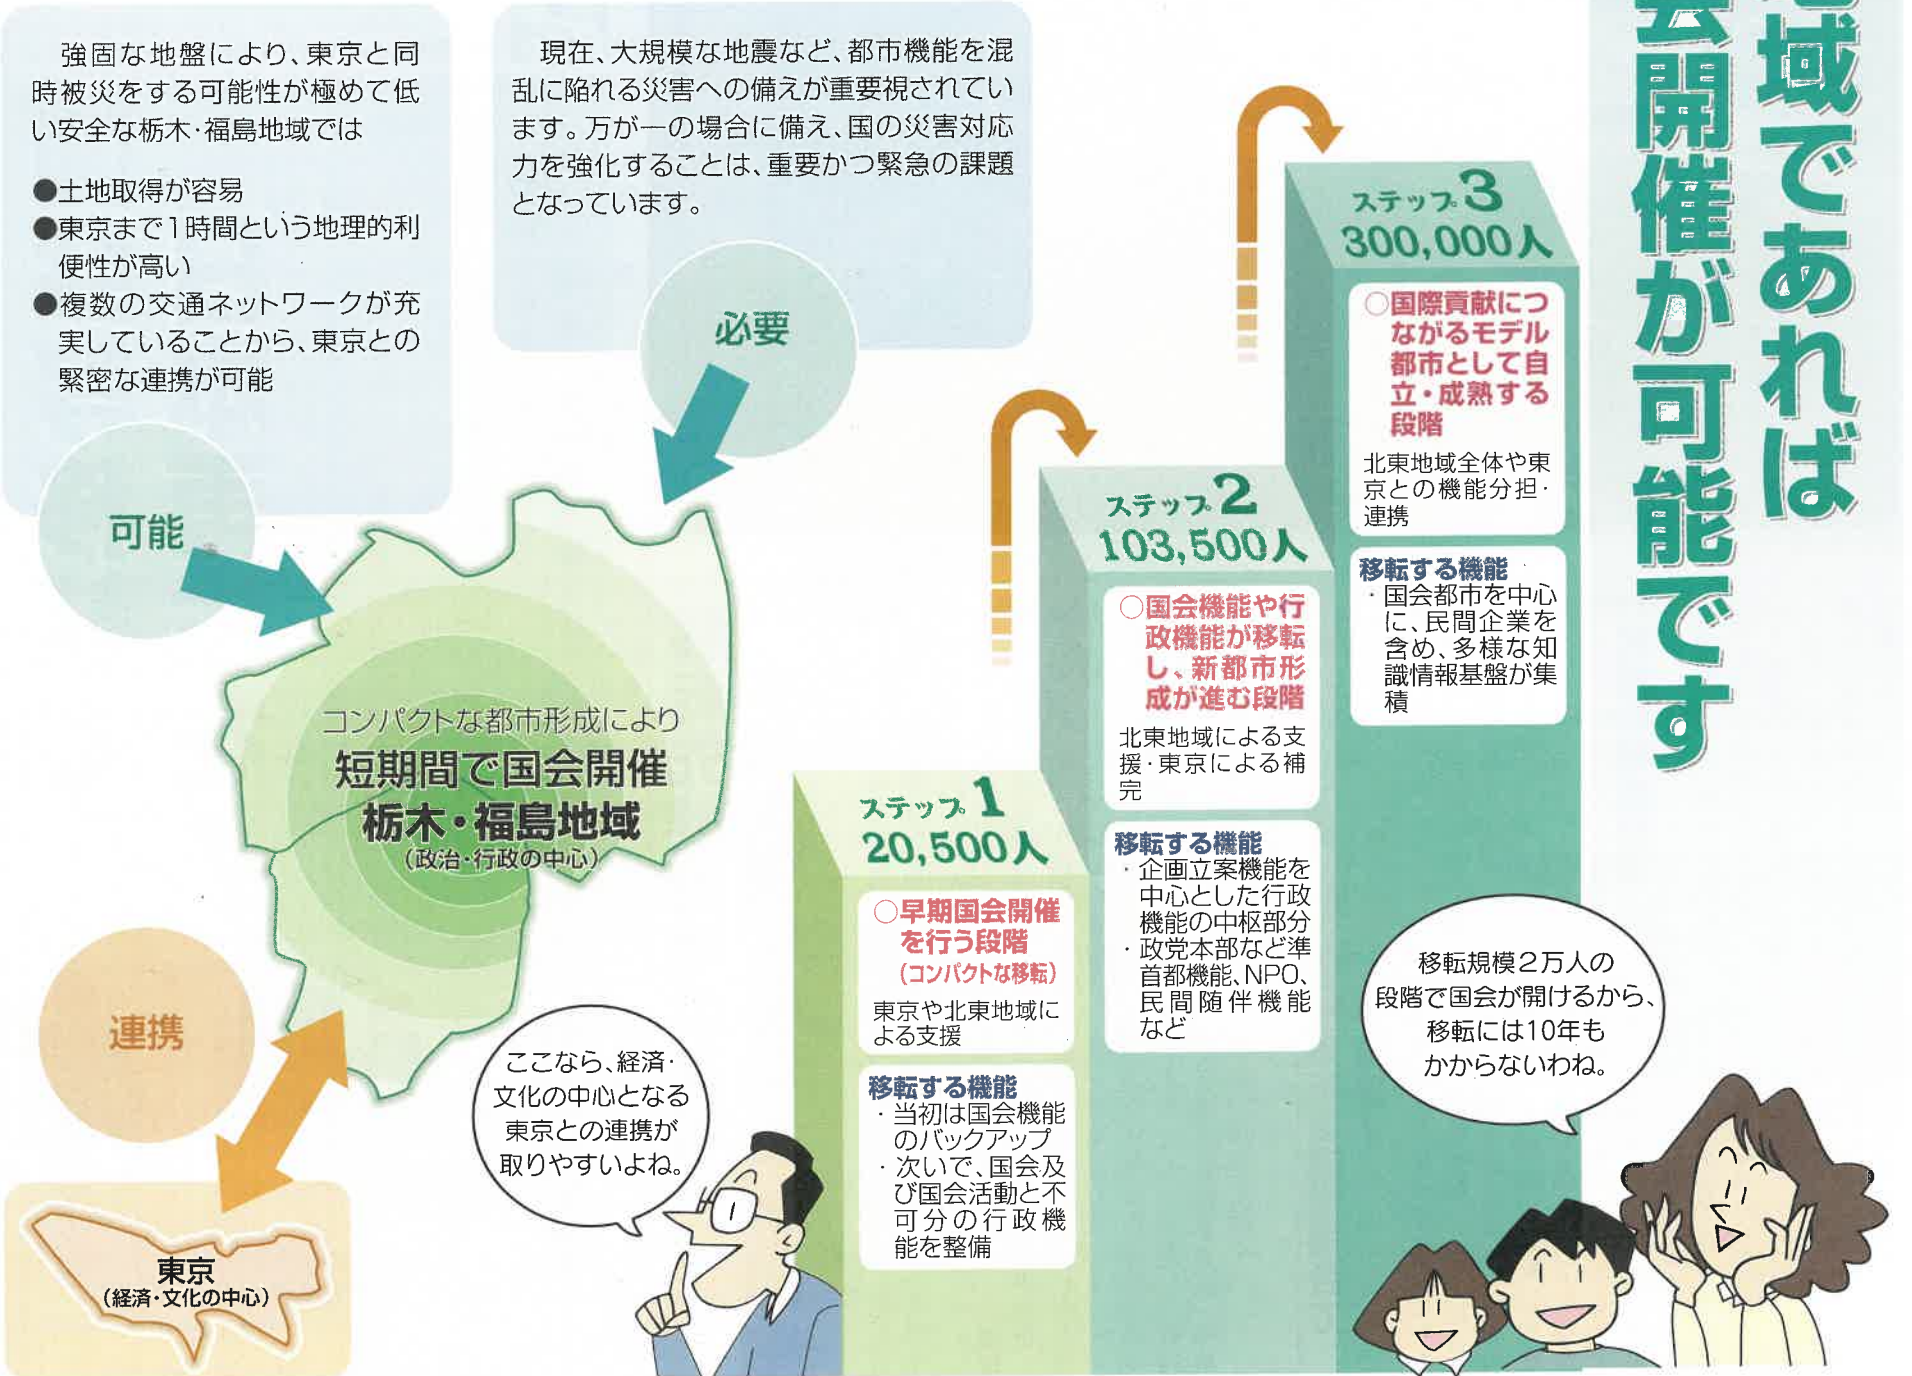 域であれば
会開催が可能です
強固な地盤により、東京と同
時被災をする可能性が極めて低
い安全な栃木・福島地域では
●土地取得が容易
●東京まで1時間という地理的利
便性が高い
●複数の交通ネットワークが充
実していることから、東京との
緊密な連携が可能
可能
現在、大規模な地震など、都市機能を混
乱に陥れる災害への備えが重要視されてい
ます。万が一の場合に備え、国の災害対応
力を強化することは、重要かつ緊急の課題
となっています。
必要
コンパクトな都市形成により
短期間で国会開催
栃木・福島地域
(政治・行政の中心)
連携
東京
(経済・文化の中心)
ここなら、経済・
文化の中心となる
東京との連携が
取りやすいよね。
ステップ1
20,500人
○早期国会開催
を行う段階
(コンパクトな移転)
東京や北東地域に
よる支援
移転する機能
・当初は国会機能
のバックアップ
・次いで、国会及
び国会活動と不
可分の行政機
能を整備
ステップ2
103,500人
○国会機能や行
政機能が移転
し、新都市形
成が進む段階
北東地域による支
援・東京による補
完
移転する機能
・企画立案機能を
中心とした行政
機能の中枢部分
・政党本部など準
首都機能、NPO、
民間随伴機能
など
ステップ3
300,000人
○国際貢献につ
ながるモデル
都市として自
立・成熟する
段階
北東地域全体や東
京との機能分担・
連携
移転する機能
・国会都市を中心
に、民間企業を
含め、多様な知
識情報基盤が集
積
移転規模2万人の
段階で国会が開けるから、
移転には10年も
かからないわね。